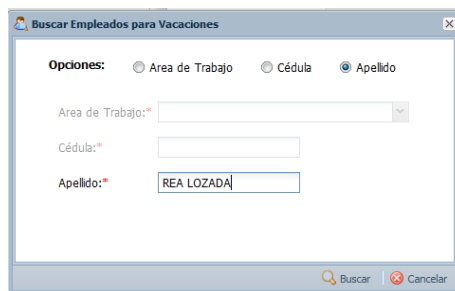 Buscar Empleados para Vacaciones
Opciones: Area de Trabajo Cédula Apellido
Area de Trabajo:*
Cédula:*
Apellido:* REA LOZADA
Buscar Cancelar